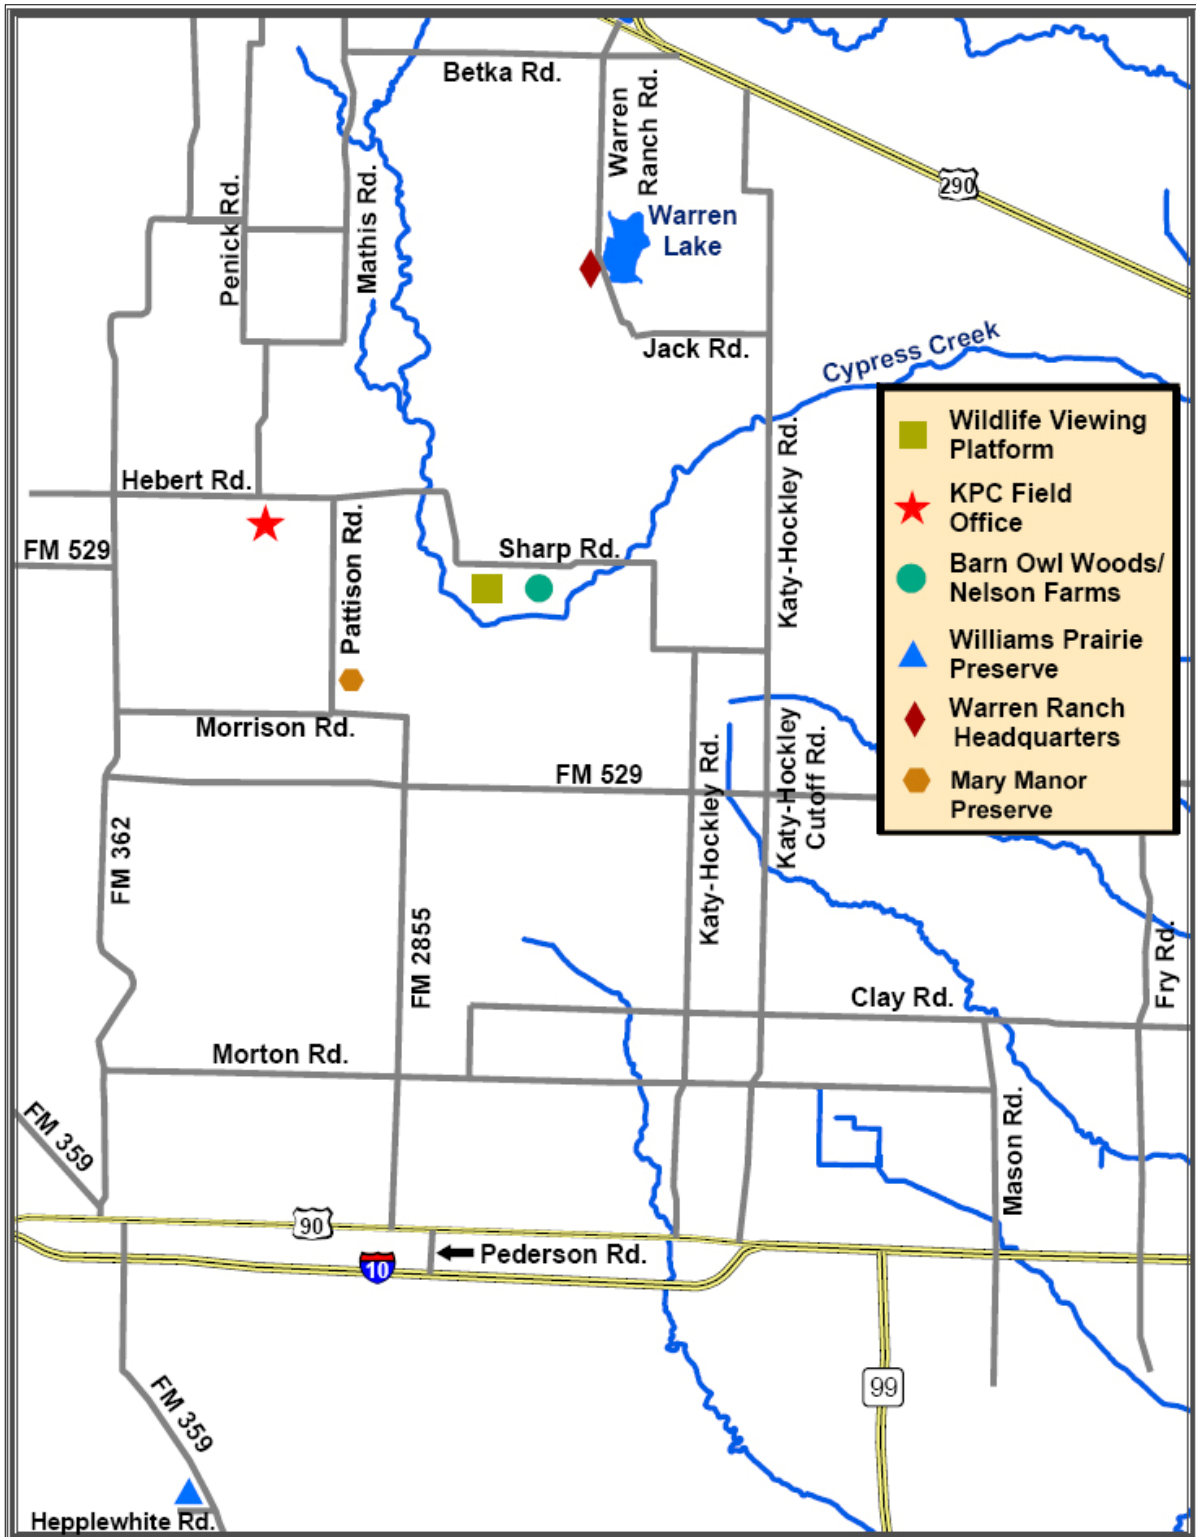 Betka Rd.
Warren
Ranch Rd.
290
Penick Rd.
Mathis Rd.
Warren
Lake
Jack Rd.
Cypress Creek
Hebert Rd.
FM 529
Pattison Rd.
Sharp Rd.
Katy-Hockley Rd.
Wildlife Viewing
Platform
KPC Field
Office
Barn Owl Woods/
Nelson Farms
Williams Prairie
Preserve
Warren Ranch
Headquarters
Mary Manor
Preserve
Morrison Rd.
FM 529
Katy-Hockley Rd.
Katy-Hockley
Cutoff Rd.
FM 362
FM 2855
Clay Rd.
Fry Rd.
Morton Rd.
FM 359
Mason Rd.
90
Pederson Rd.
10
99
FM 359
Hepplewhite Rd.